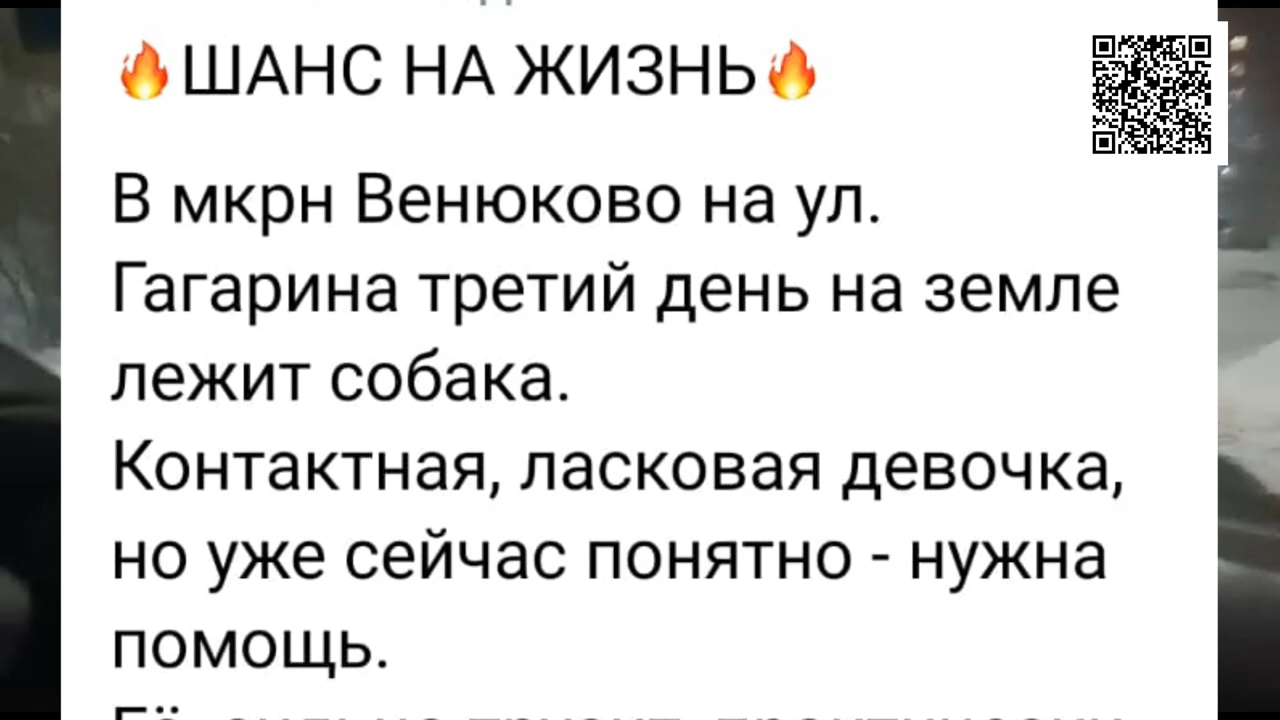 🔥ШАНС НА ЖИЗНЬ🔥
В мкрн Венюково на ул.
Гагарина третий день на земле
лежит собака.
Контактная, ласковая девочка,
но уже сейчас понятно - нужна
помощь.